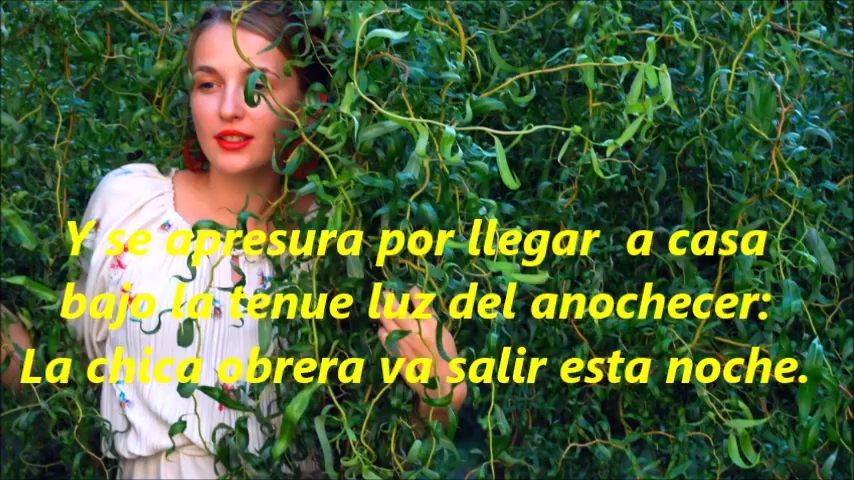 Y se apresura por llegar a casa
bajo la tenue luz del anochecer:
La chica obrera va salir esta noche.